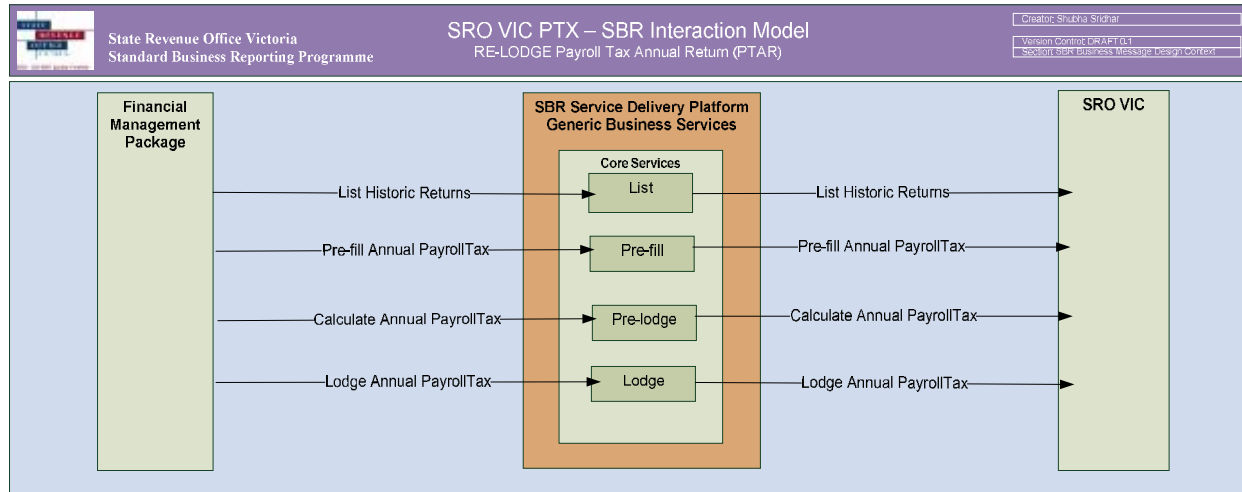 State Revenue Office Victoria
Standard Business Reporting Programme
SRO VIC PTX – SBR Interaction Model
RE-LODGE Payroll Tax Annual Return (PTAR)
Creator: Shubha Sridhar
Version Control: DRAFT 0.1
Section: SBR Business Message Design Context
Financial
Management
Package
SBR Service Delivery Platform
Generic Business Services
SRO VIC
Core Services
List Historic Returns
List
List Historic Returns
Pre-fill Annual PayrollTax
Pre-fill
Pre-fill Annual PayrollTax
Calculate Annual PayrollTax
Pre-lodge
Calculate Annual PayrollTax
Lodge Annual PayrollTax
Lodge
Lodge Annual PayrollTax